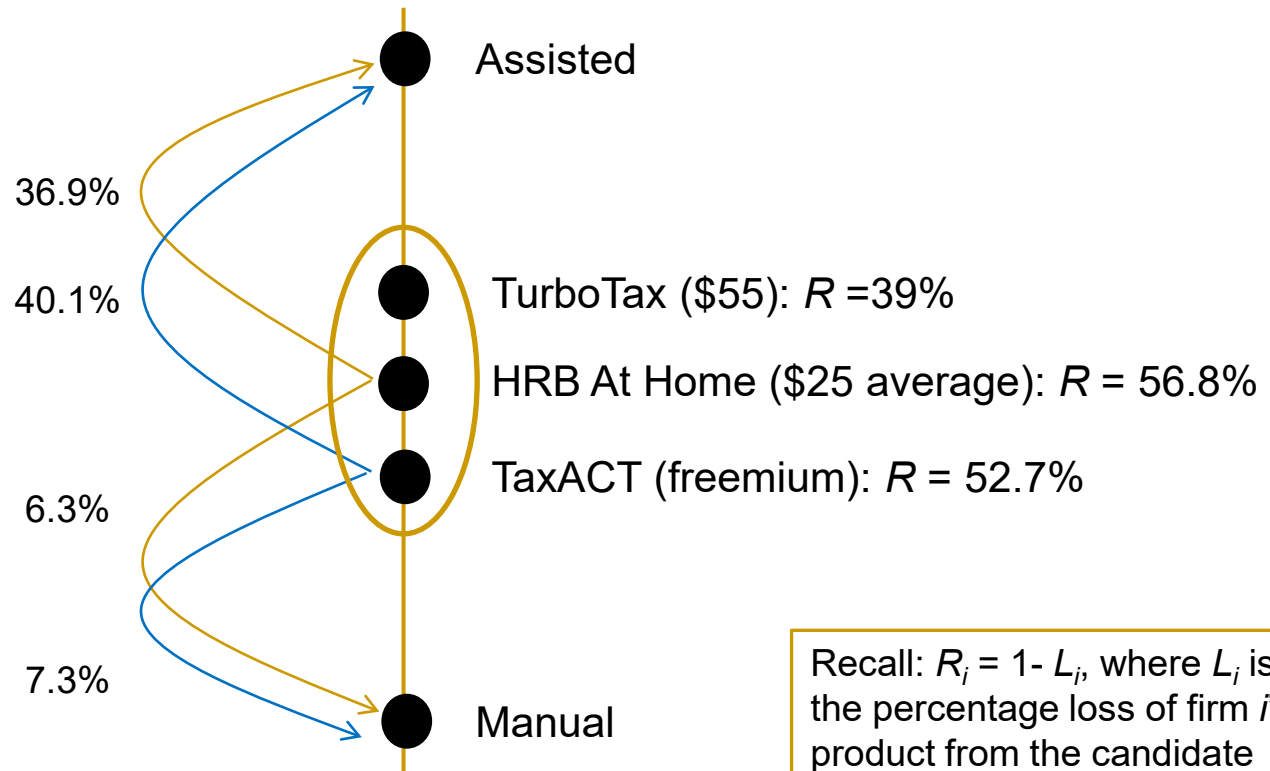 Assisted
36.9%
40.1%
TurboTax ($55): R =39%
HRB At Home ($25 average): R = 56.8%
TaxACT (freemium): R = 52.7%
6.3%
7.3%
Manual
Recall: Rᵢ = 1- Lᵢ, where Lᵢ is
the percentage loss of firm i
product from the candidate